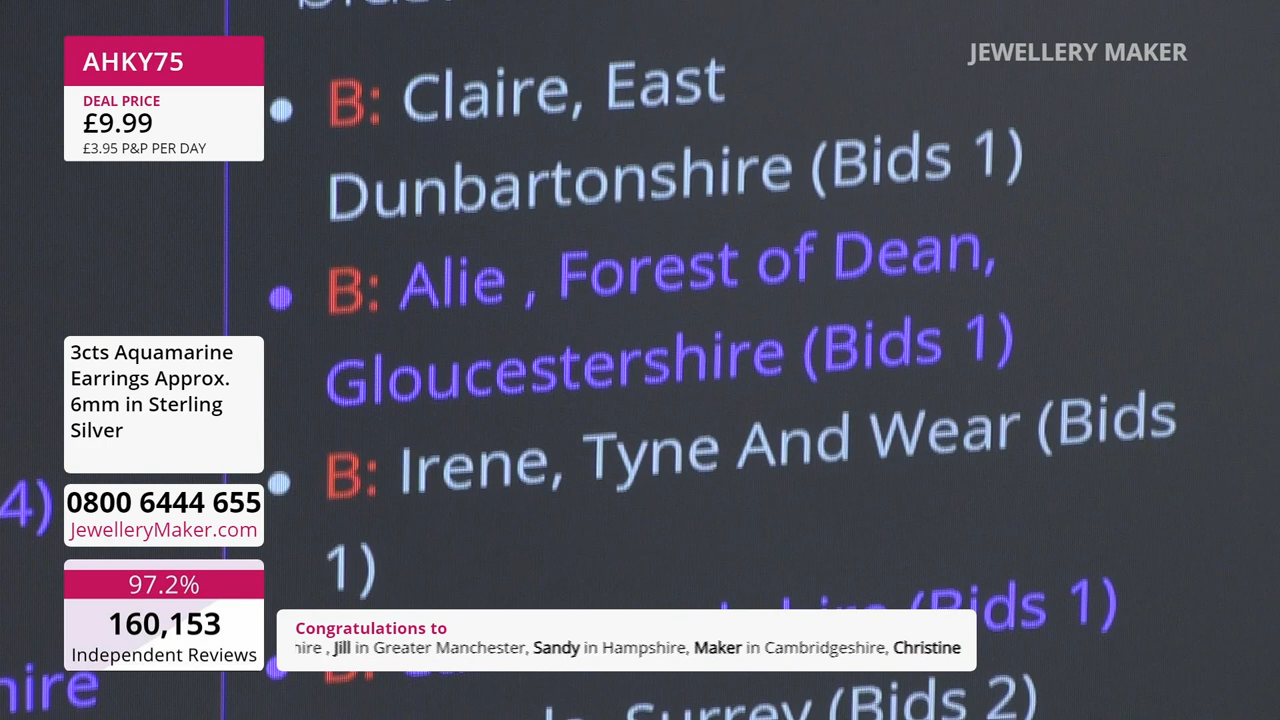 AHKY75
DEAL PRICE
£9.99
£3.95 P&P PER DAY
JEWELLERY MAKER
B: Claire, East
Dunbartonshire (Bids 1)
B: Alie , Forest of Dean,
Gloucestershire (Bids 1)
B: Irene, Tyne And Wear (Bids
1)
(Bids 1)
Surrey (Bids 2)
4)
3cts Aquamarine
Earrings Approx.
6mm in Sterling
Silver
0800 6444 655
JewelleryMaker.com
97.2%
160,153
Independent Reviews
Congratulations to
, Jill in Greater Manchester, Sandy in Hampshire, Maker in Cambridgeshire, Christine